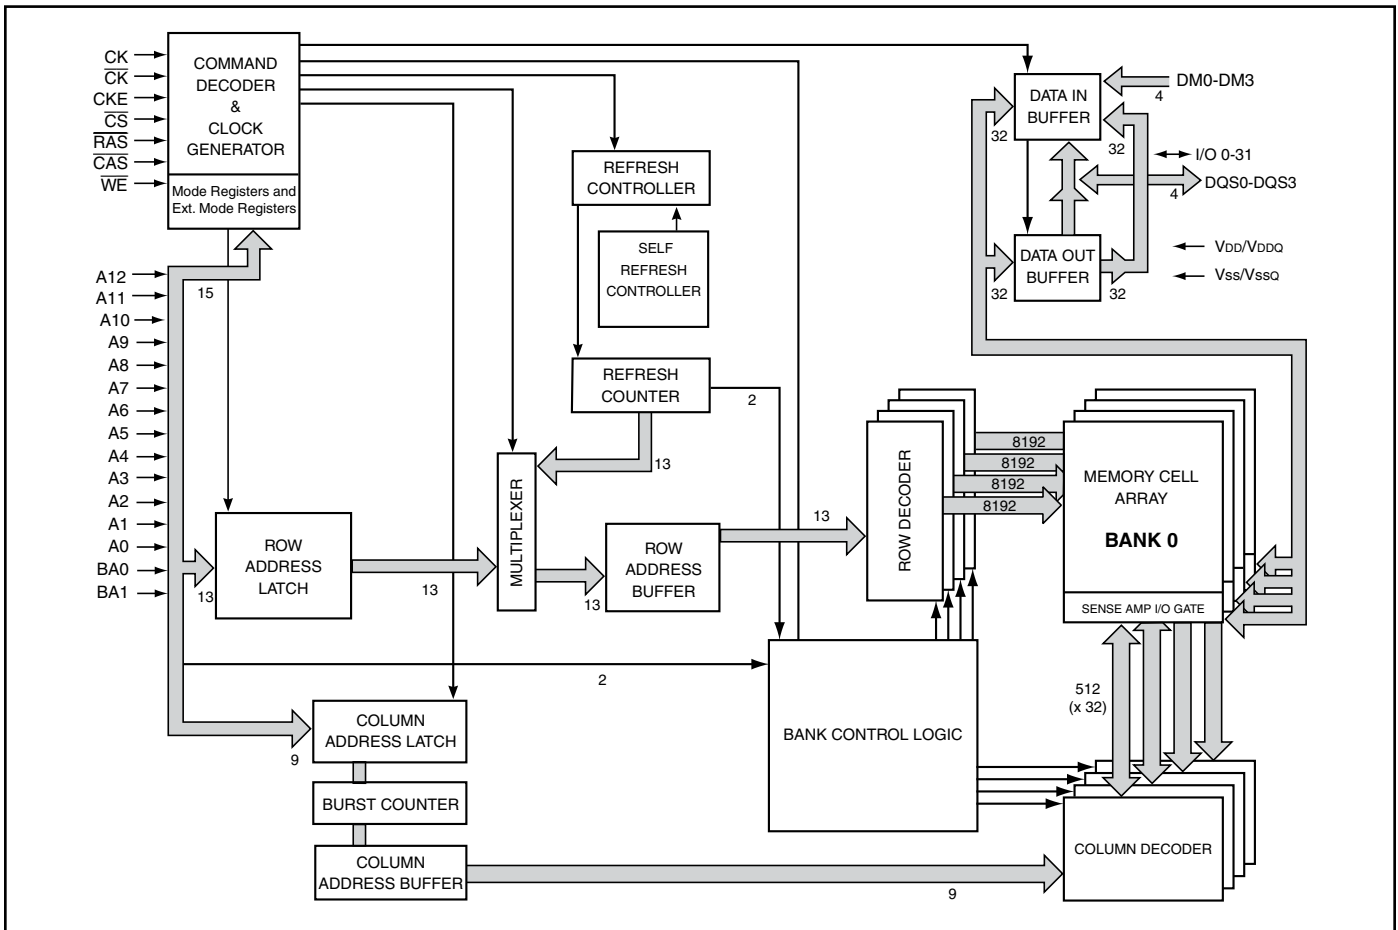 CK
CK
CKE
CS
RAS
CAS
WE
COMMAND
DECODER
&
CLOCK
GENERATOR
Mode Registers and
Ext. Mode Registers
A12
A11
A10
A9
A8
A7
A6
A5
A4
A3
A2
A1
A0
BA0
BA1
15
13
ROW
ADDRESS
LATCH
13
MULTIPLEXER
13
REFRESH
CONTROLLER
SELF
REFRESH
CONTROLLER
REFRESH
COUNTER
2
13
ROW
ADDRESS
BUFFER
13
ROW DECODER
8192
8192
8192
8192
MEMORY CELL
ARRAY
BANK 0
SENSE AMP I/O GATE
DATA IN
BUFFER
DM0-DM3
4
32
32
I/O 0-31
DQS0-DQS3
4
DATA OUT
BUFFER
32
32
VDD/VDDQ
Vss/VssQ
2
BANK CONTROL LOGIC
512
(x 32)
COLUMN DECODER
9
COLUMN
ADDRESS LATCH
BURST COUNTER
COLUMN
ADDRESS BUFFER
9